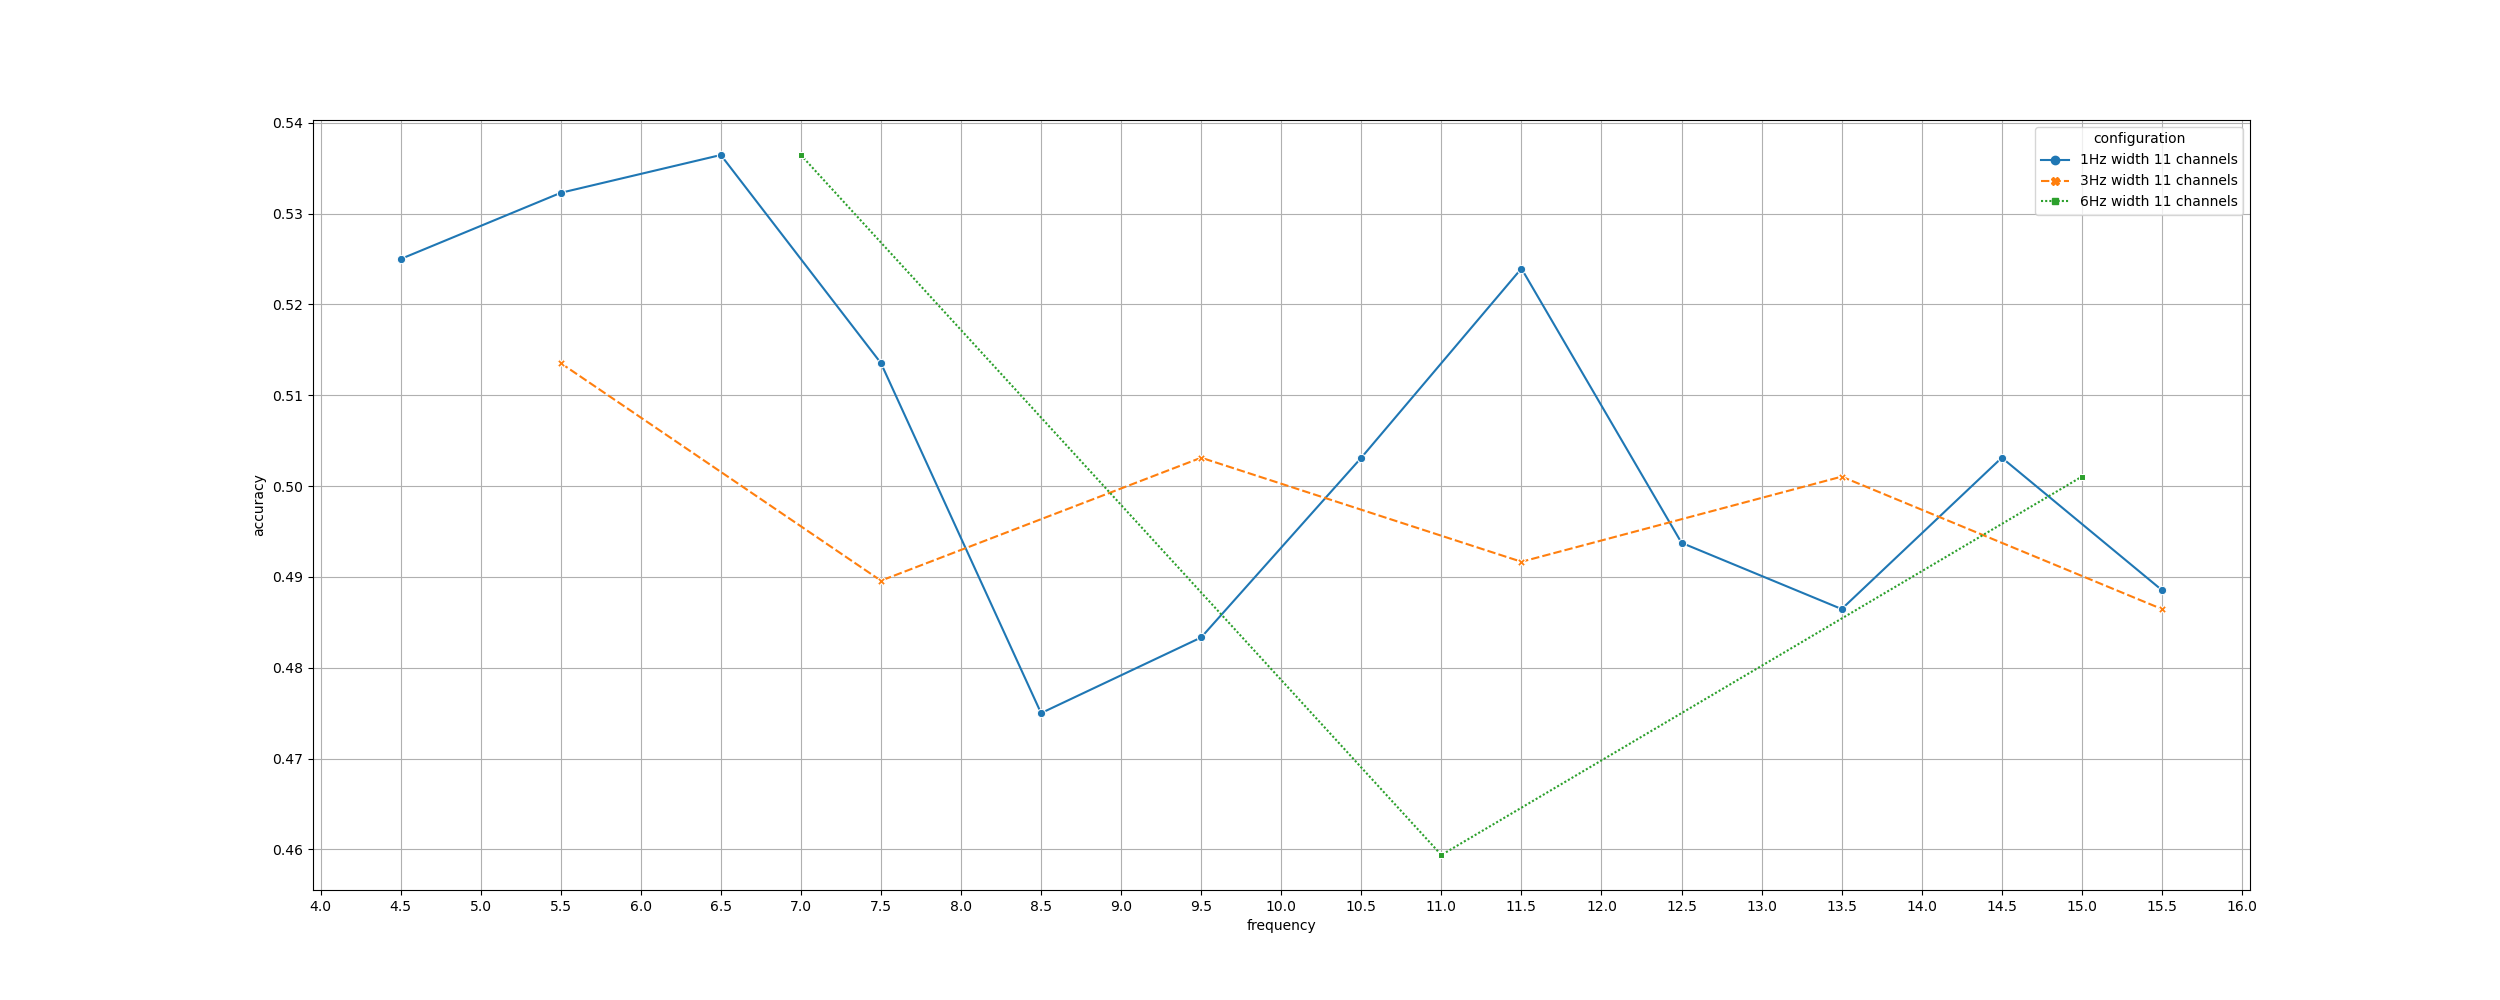 configuration
1Hz width 11 channels
3Hz width 11 channels
6Hz width 11 channels
0.54
0.53
0.52
0.51
0.50
0.49
0.48
0.47
0.46
accuracy
4.0 4.5 5.0 5.5 6.0 6.5 7.0 7.5 8.0 8.5 9.0 9.5 10.0 10.5 11.0 11.5 12.0 12.5 13.0 13.5 14.0 14.5 15.0 15.5 16.0
frequency